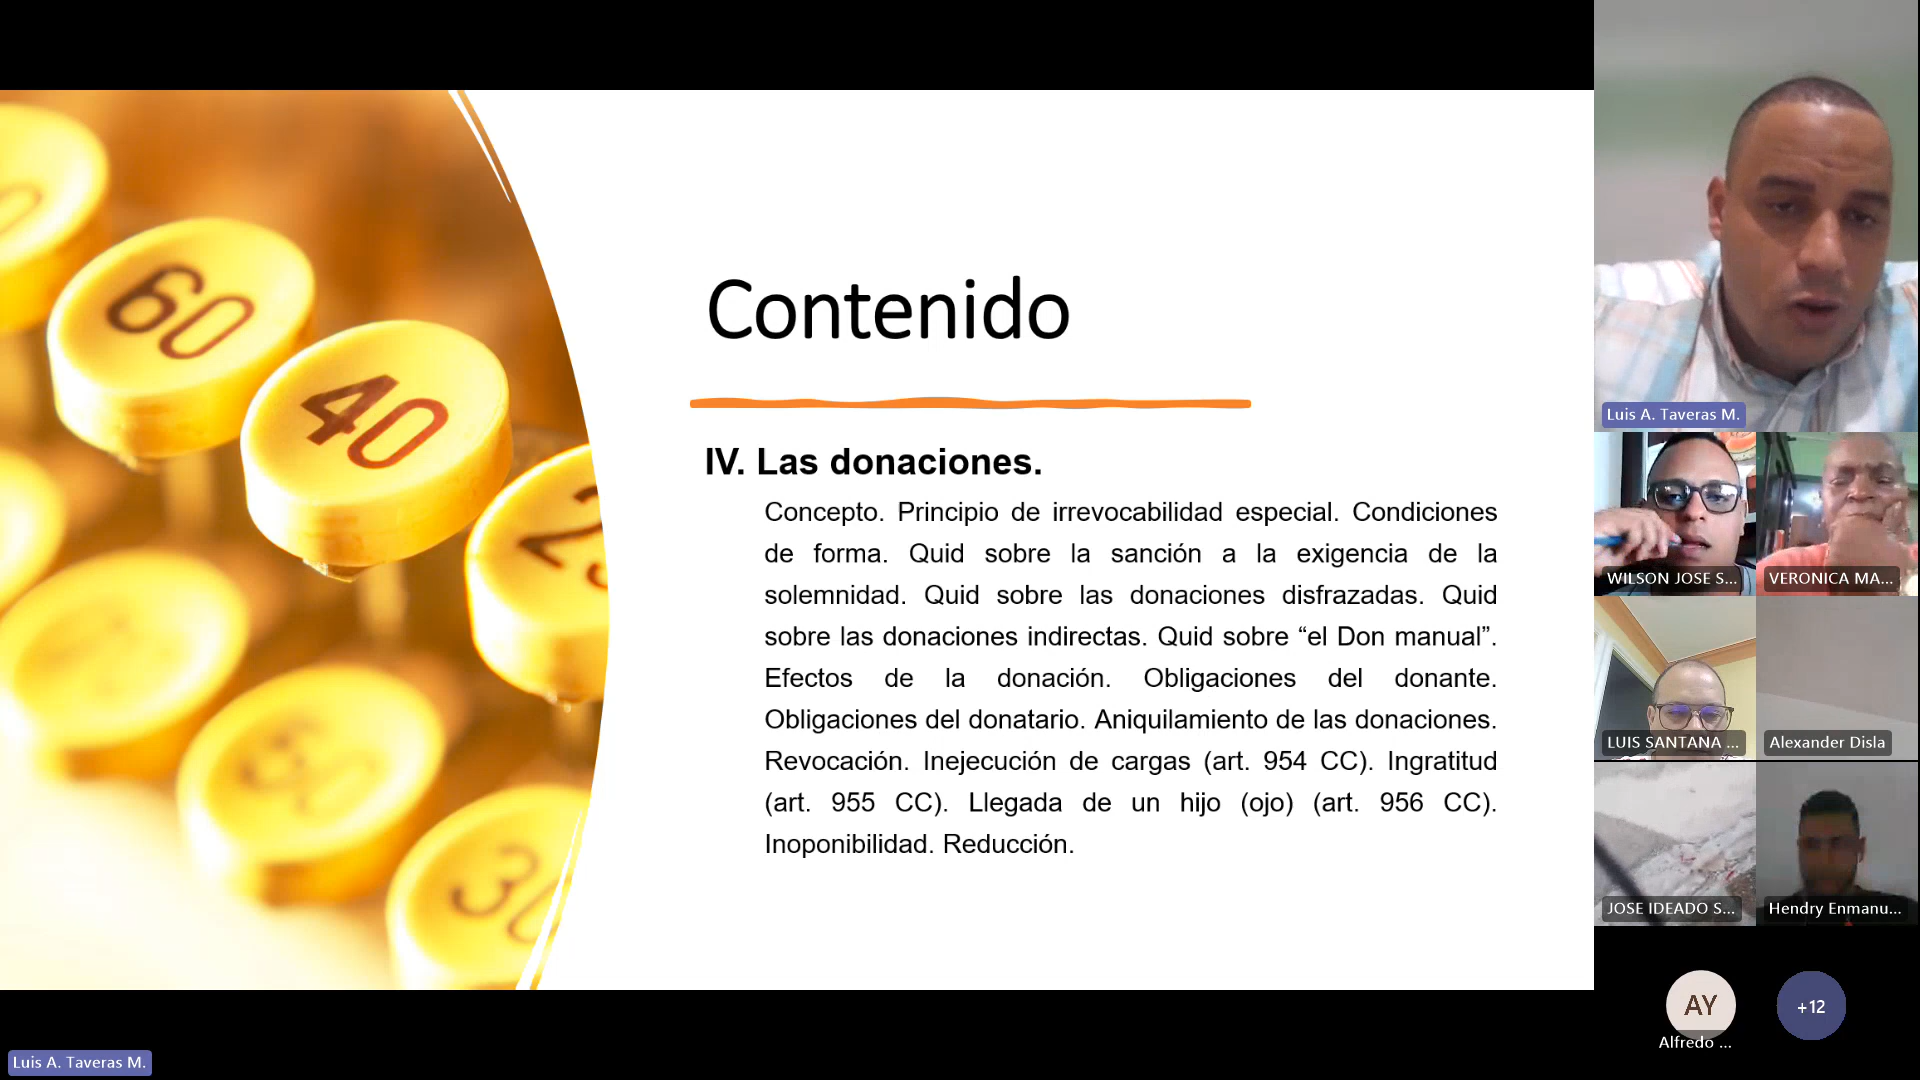 Contenido
IV. Las donaciones.
Concepto. Principio de irrevocabilidad especial. Condiciones
de forma. Quid sobre la sanción a la exigencia de la
solemnidad. Quid sobre las donaciones disfrazadas. Quid
sobre las donaciones indirectas. Quid sobre “el Don manual”.
Efectos de la donación. Obligaciones del donante.
Obligaciones del donatario. Aniquilamiento de las donaciones.
Revocación. Inejecución de cargas (art. 954 CC). Ingratitud
(art. 955 CC). Llegada de un hijo (ojo) (art. 956 CC).
Inoponibilidad. Reducción.
60
40
30
Luis A. Taveras M.
WILSON JOSE S...
VERONICA MA...
LUIS SANTANA ...
Alexander Disla
JOSE IDEADO S...
Hendry Enmanu...
AY
+12
Alfredo ...
Luis A. Taveras M.